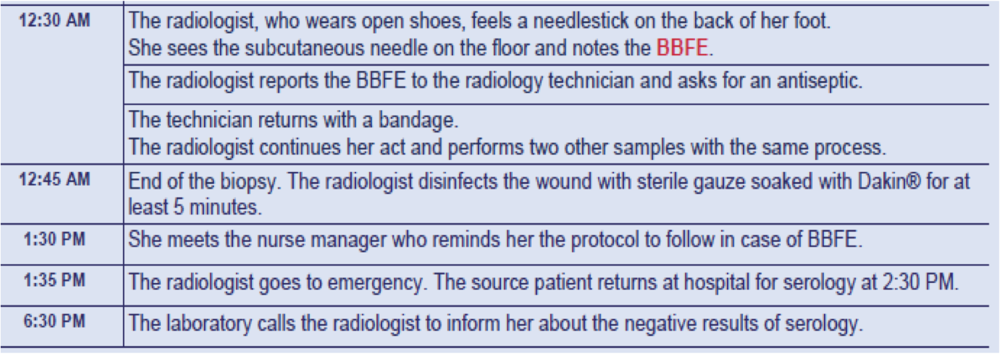 12:30 AM
The radiologist, who wears open shoes, feels a needlestick on the back of her foot.
She sees the subcutaneous needle on the floor and notes the BBFE.
The radiologist reports the BBFE to the radiology technician and asks for an antiseptic.
The technician returns with a bandage.
The radiologist continues her act and performs two other samples with the same process.
12:45 AM
End of the biopsy. The radiologist disinfects the wound with sterile gauze soaked with Dakin® for at
least 5 minutes.
1:30 PM
She meets the nurse manager who reminds her the protocol to follow in case of BBFE.
1:35 PM
The radiologist goes to emergency. The source patient returns at hospital for serology at 2:30 PM.
6:30 PM
The laboratory calls the radiologist to inform her about the negative results of serology.